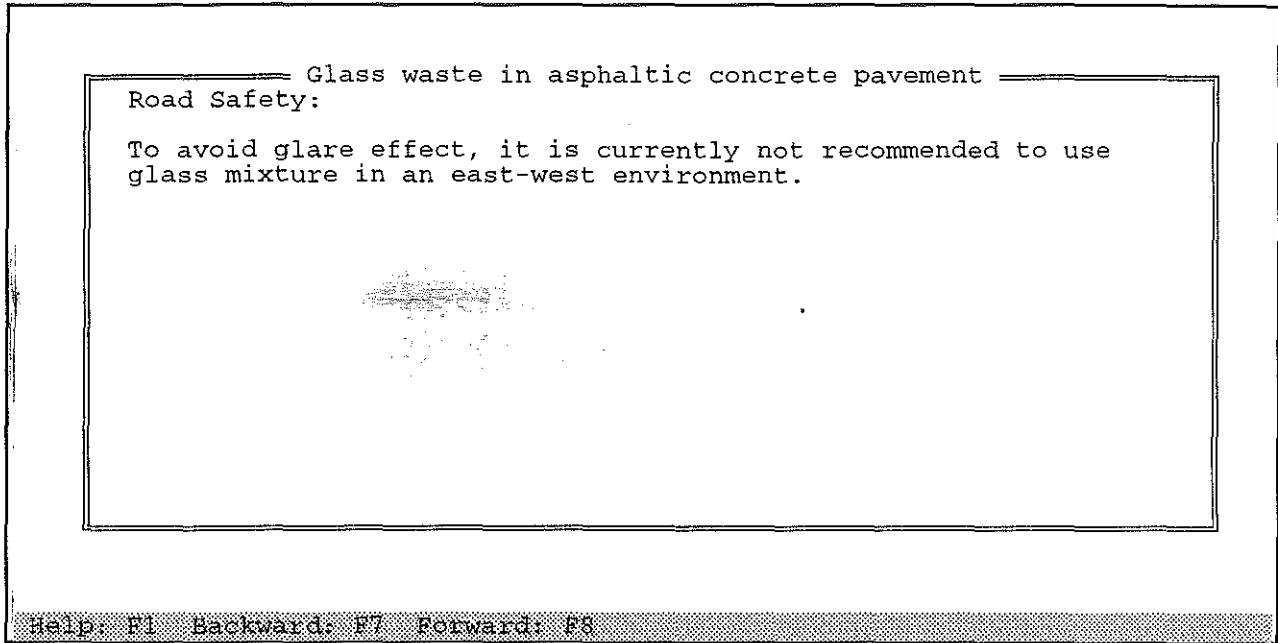 Glass waste in asphaltic concrete pavement
Road Safety:
To avoid glare effect, it is currently not recommended to use
glass mixture in an east-west environment.
Help: F1 Backward: F7 Forward: F8